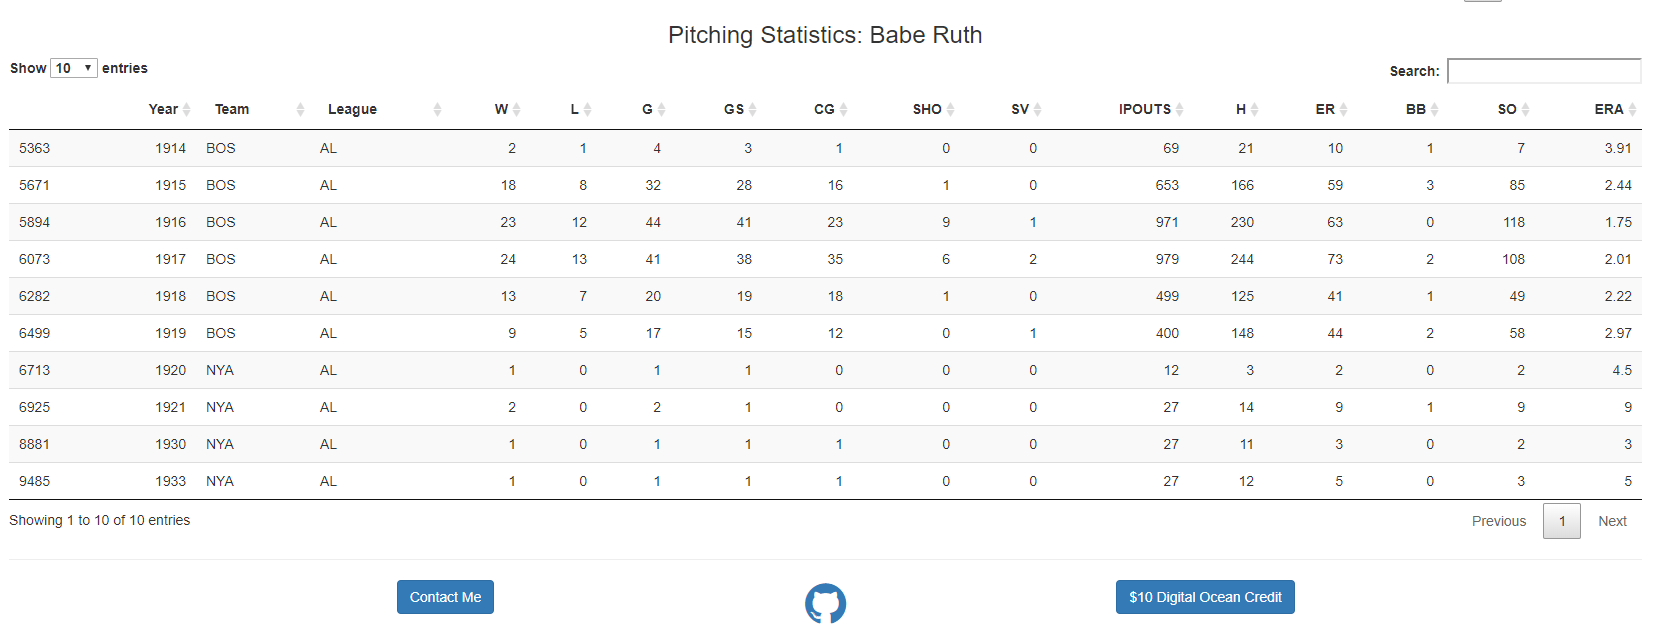 Pitching Statistics: Babe Ruth
Show 10 entries
Search:
Year Team League W L G GS CG SHO SV IPOUTS H ER BB SO ERA
5363 1914 BOS AL 2 1 4 3 1 0 0 69 21 10 1 7 3.91
5671 1915 BOS AL 18 8 32 28 16 1 0 653 166 59 3 85 2.44
5894 1916 BOS AL 23 12 44 41 23 9 1 971 230 63 0 118 1.75
6073 1917 BOS AL 24 13 41 38 35 6 2 979 244 73 2 108 2.01
6282 1918 BOS AL 13 7 20 19 18 1 0 499 125 41 1 49 2.22
6499 1919 BOS AL 9 5 17 15 12 0 1 400 148 44 2 58 2.97
6713 1920 NYA AL 1 0 1 1 0 0 0 12 3 2 0 2 4.5
6925 1921 NYA AL 2 0 2 1 0 0 0 27 14 9 1 9 9
8881 1930 NYA AL 1 0 1 1 1 0 0 27 11 3 0 2 3
9485 1933 NYA AL 1 0 1 1 1 0 0 27 12 5 0 3 5
Showing 1 to 10 of 10 entries
Previous 1 Next
Contact Me
$10 Digital Ocean Credit